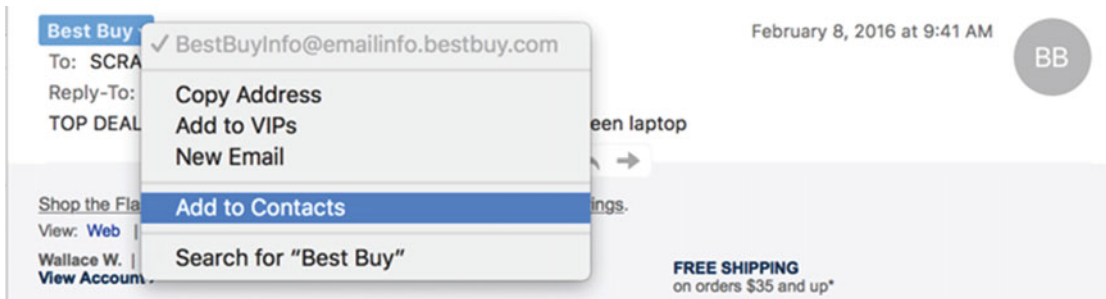 Best Buy
✓ BestBuyInfo@emailinfo.bestbuy.com
February 8, 2016 at 9:41 AM
BB
To: SCRA
Reply-To:
Copy Address
TOP DEAL
Add to VIPs
een laptop
New Email
Shop the Fla
Add to Contacts
ings.
View: Web |
Wallace W. |
Search for "Best Buy"
View Account
FREE SHIPPING
on orders $35 and up*